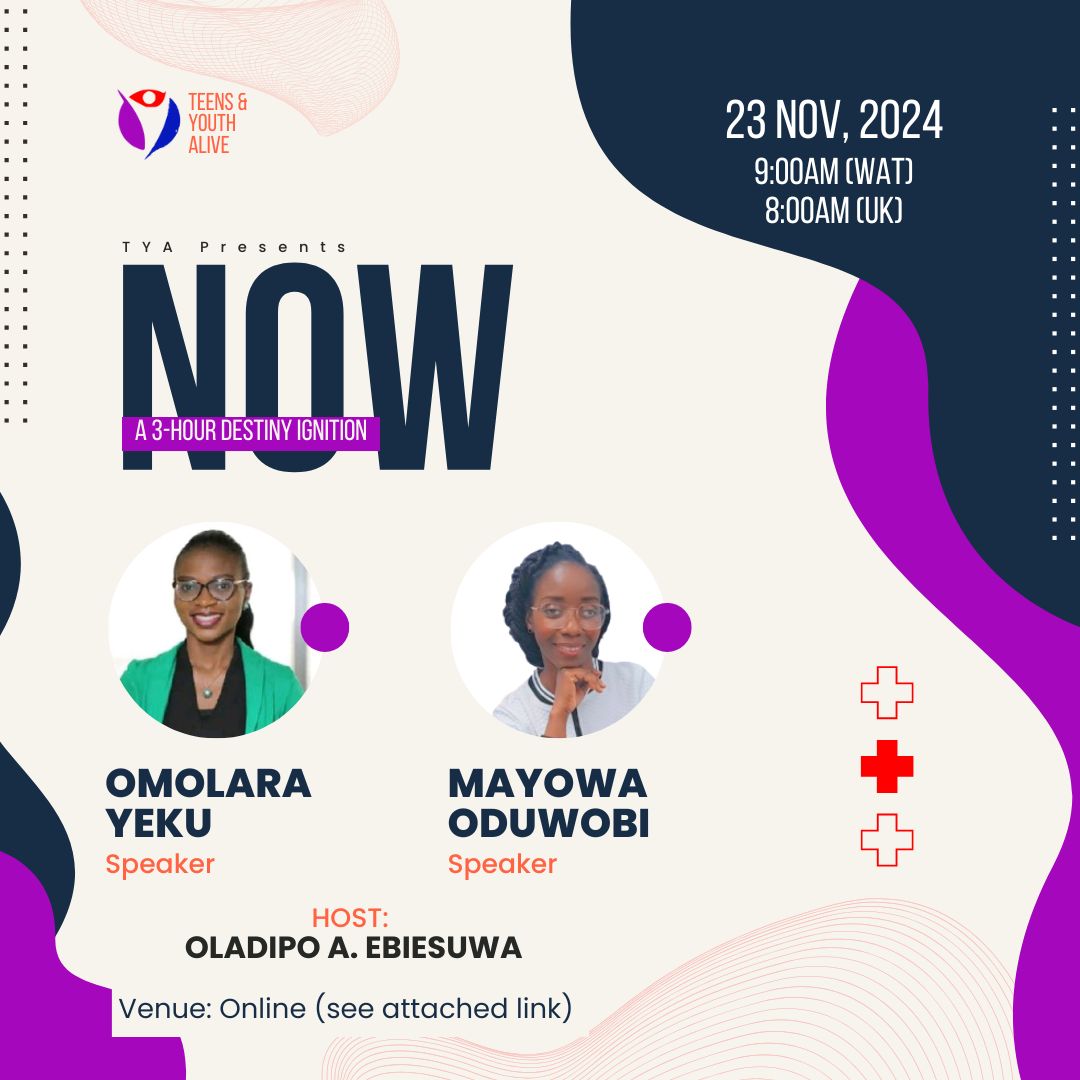 TEENS &
YOUTH
ALIVE
23 NOV, 2024
9:00AM (WAT)
8:00AM (UK)
TYA Presents
NOW
A 3-HOUR DESTINY IGNITION
OMOLARA
YEKU
Speaker
MAYOWA
ODUWOBI
Speaker
HOST:
OLADIPO A. EBIESUWA
Venue: Online (see attached link)